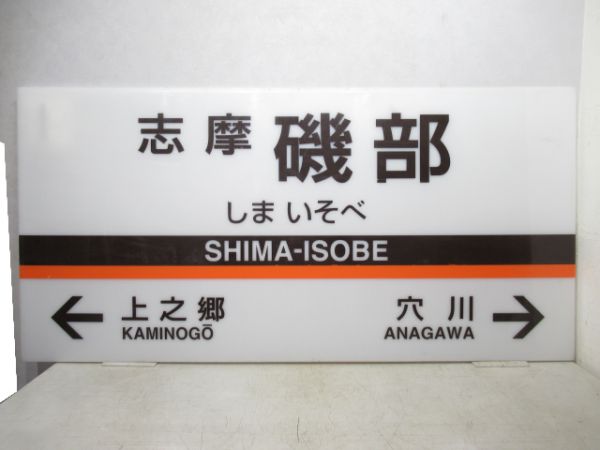 志摩 磯部
しま いそべ
SHIMA-ISOBE
← 上之郷 穴川 →
KAMINOGŌ ANAGAWA